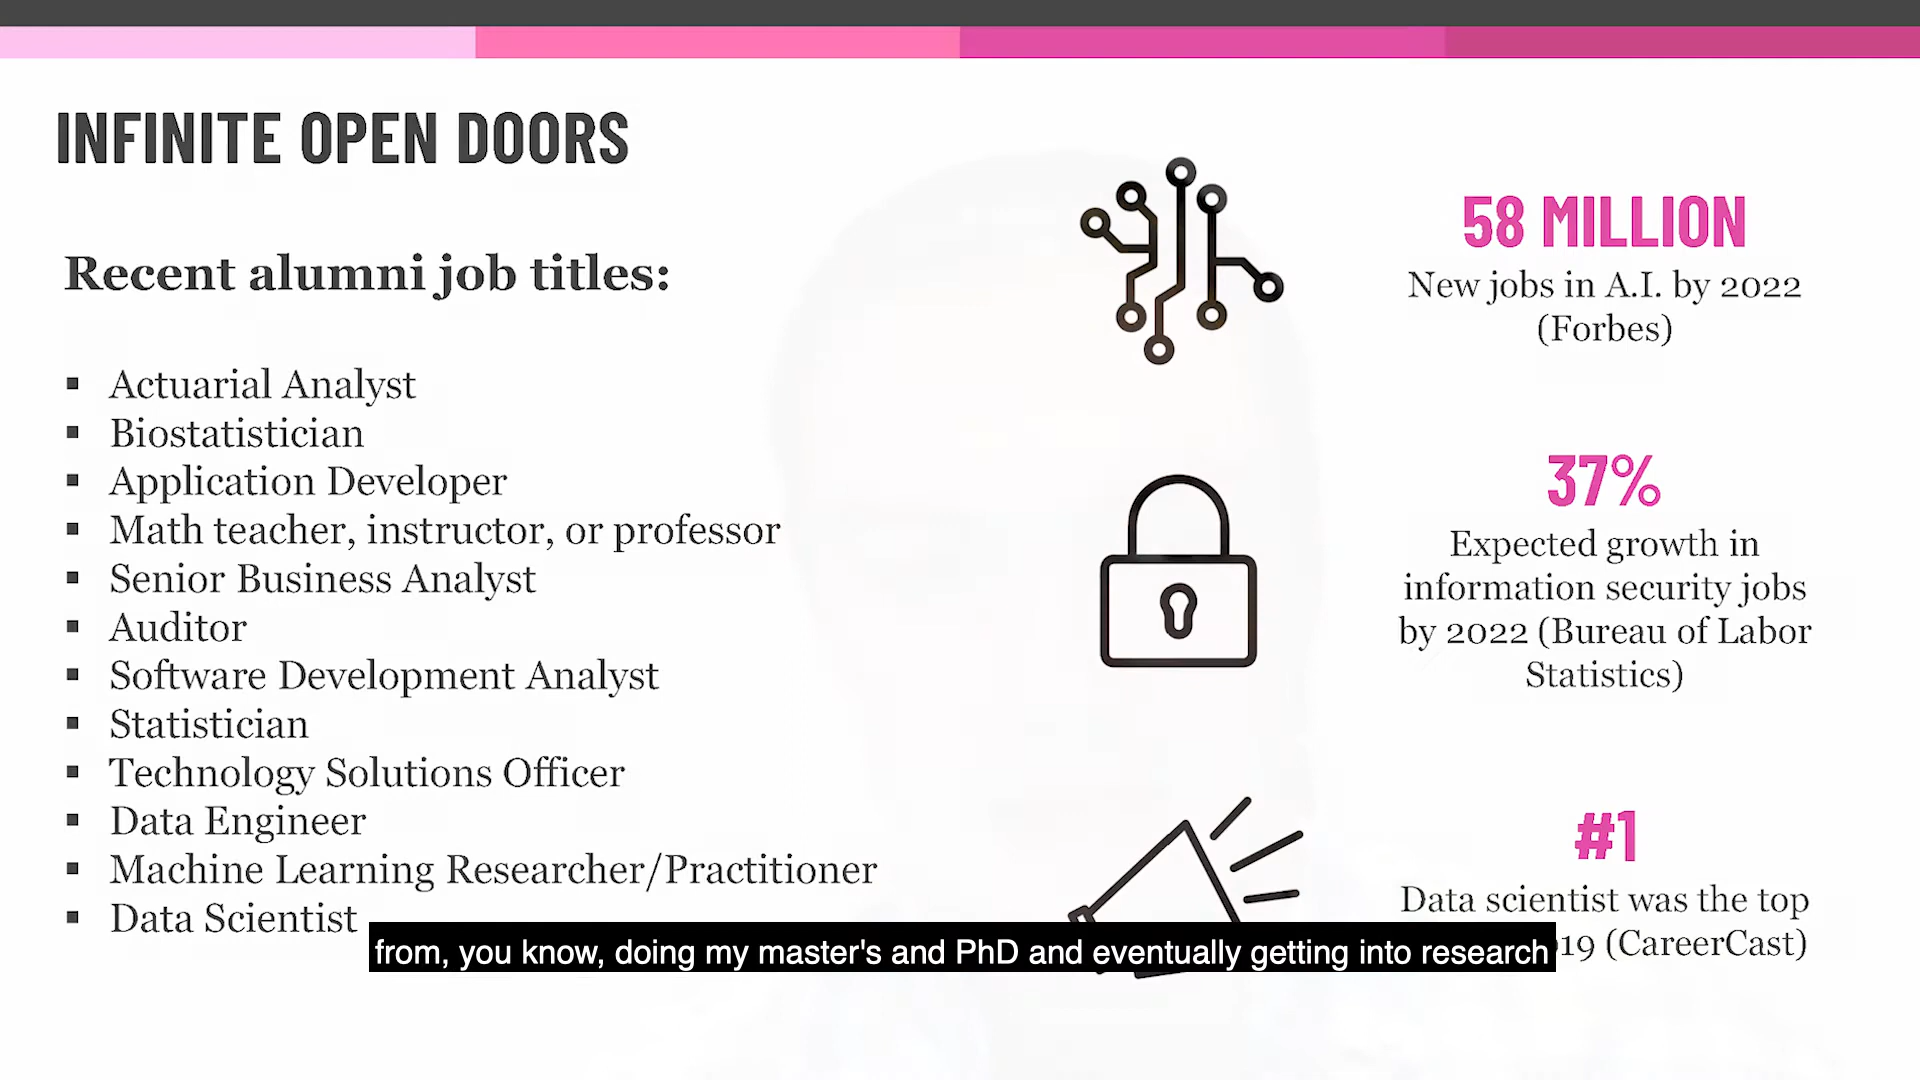 INFINITE OPEN DOORS
Recent alumni job titles:
▪ Actuarial Analyst
▪ Biostatistician
▪ Application Developer
▪ Math teacher, instructor, or professor
▪ Senior Business Analyst
▪ Auditor
▪ Software Development Analyst
▪ Statistician
▪ Technology Solutions Officer
▪ Data Engineer
▪ Machine Learning Researcher/Practitioner
▪ Data Scientist
58 MILLION
New jobs in A.I. by 2022
(Forbes)
37%
Expected growth in
information security jobs
by 2022 (Bureau of Labor
Statistics)
#1
Data scientist was the top
19 (CareerCast)
from, you know, doing my master's and PhD and eventually getting into research